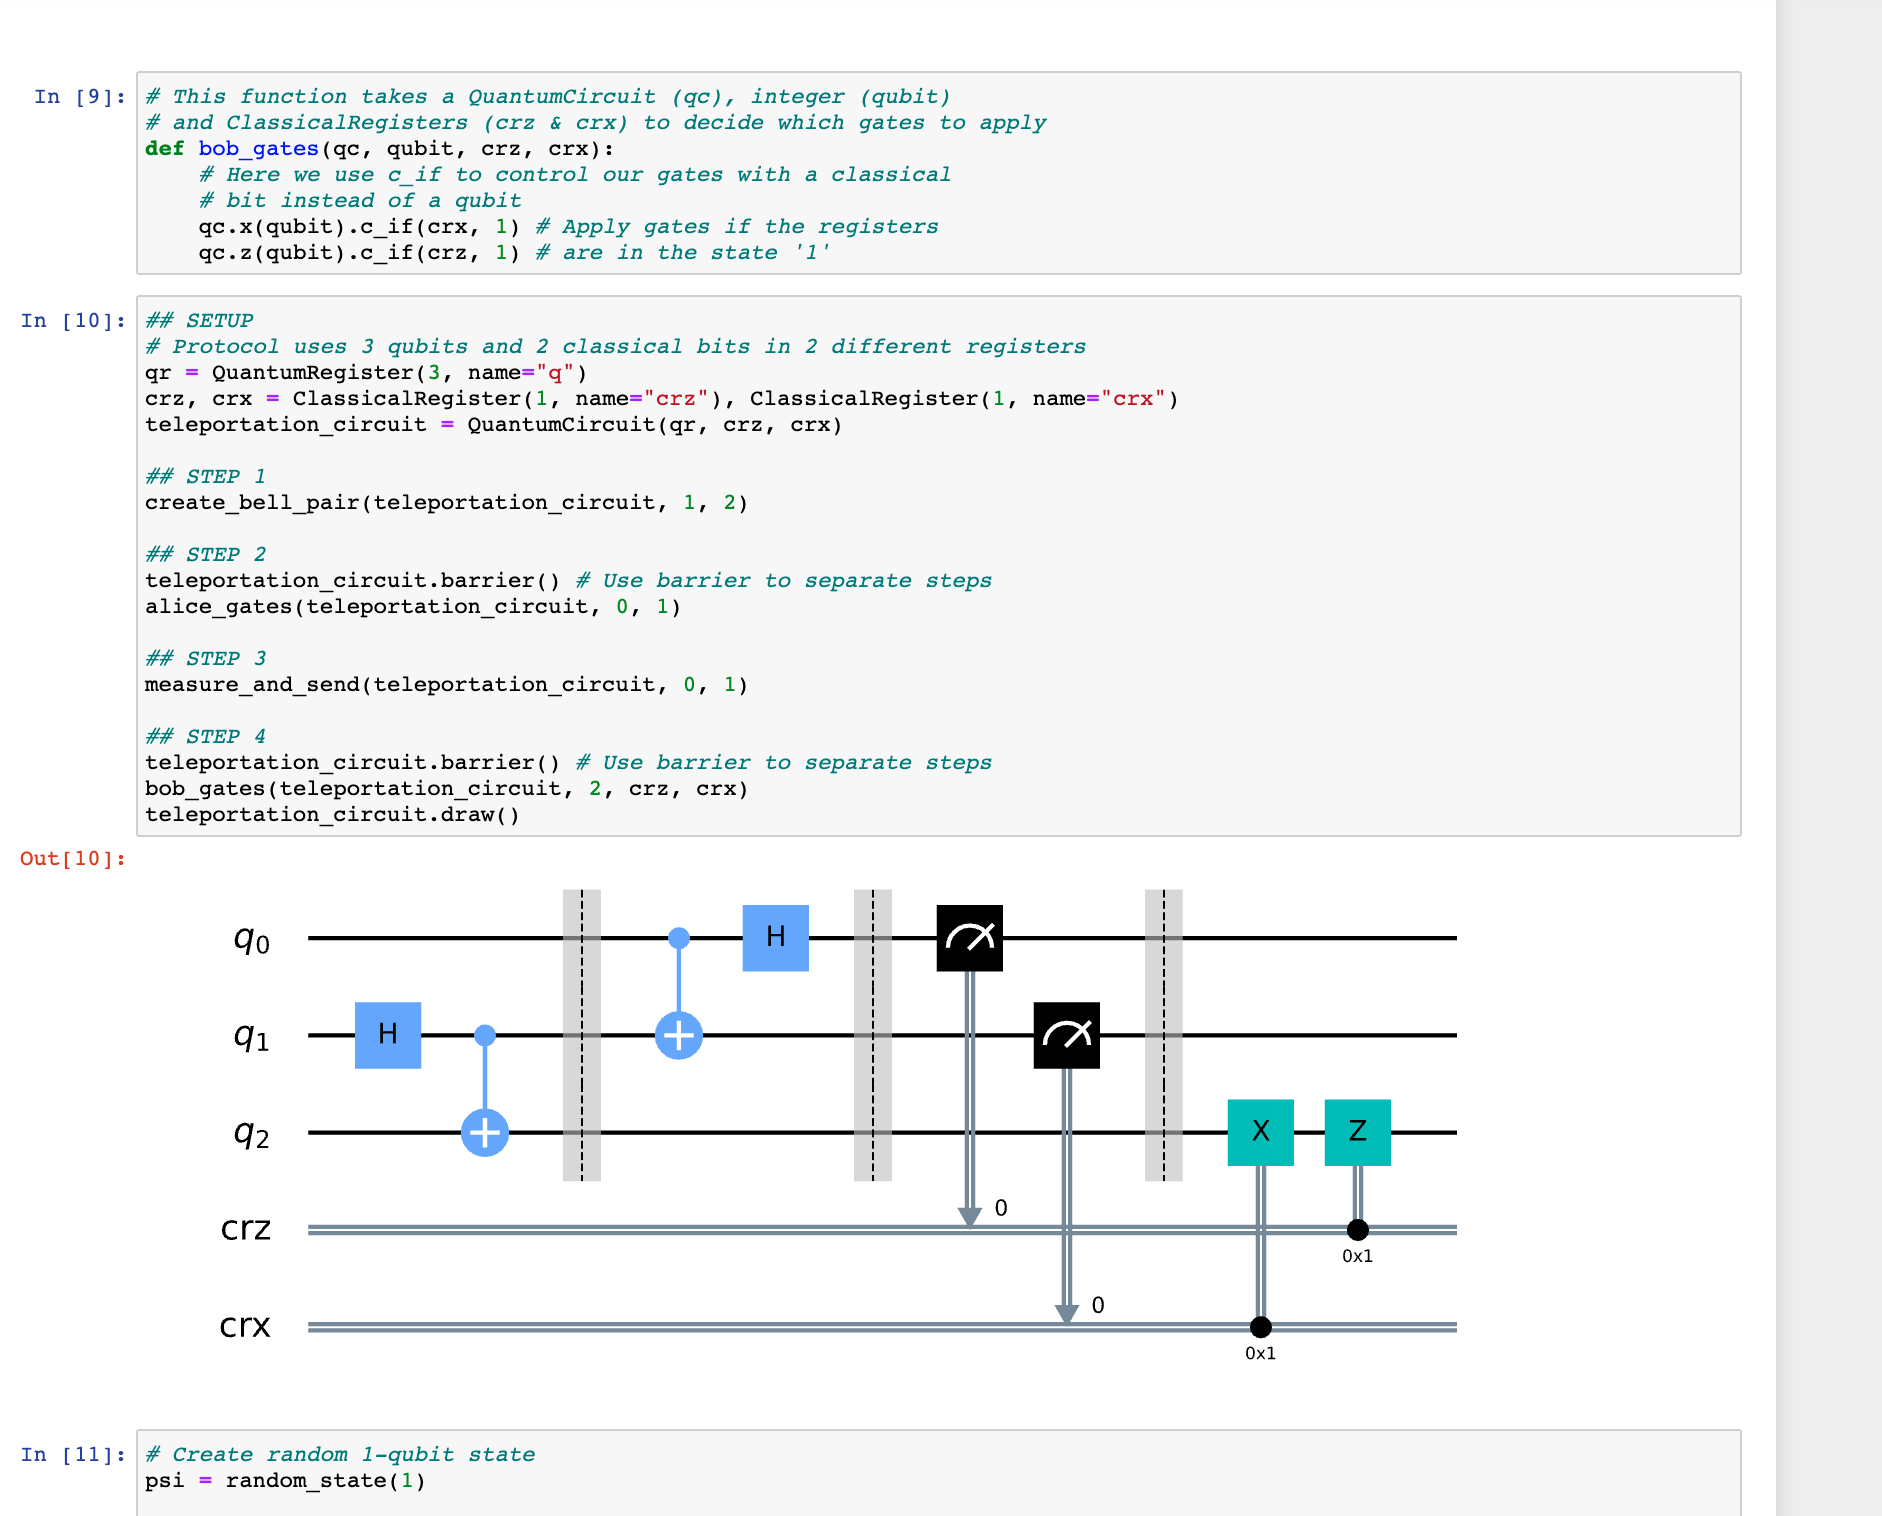 In [9]: # This function takes a QuantumCircuit (qc), integer (qubit)
# and ClassicalRegisters (crz & crx) to decide which gates to apply
def bob_gates(qc, qubit, crz, crx):
    # Here we use c_if to control our gates with a classical
    # bit instead of a qubit
    qc.x(qubit).c_if(crx, 1) # Apply gates if the registers
    qc.z(qubit).c_if(crz, 1) # are in the state '1'
In [10]: ## SETUP
# Protocol uses 3 qubits and 2 classical bits in 2 different registers
qr = QuantumRegister(3, name="q")
crz, crx = ClassicalRegister(1, name="crz"), ClassicalRegister(1, name="crx")
teleportation_circuit = QuantumCircuit(qr, crz, crx)
## STEP 1
create_bell_pair(teleportation_circuit, 1, 2)
## STEP 2
teleportation_circuit.barrier() # Use barrier to separate steps
alice_gates(teleportation_circuit, 0, 1)
## STEP 3
measure_and_send(teleportation_circuit, 0, 1)
## STEP 4
teleportation_circuit.barrier() # Use barrier to separate steps
bob_gates(teleportation_circuit, 2, crz, crx)
teleportation_circuit.draw()
Out[10]:
q0 H
q1 H
q2 X Z
0
crz
0x1
0
crx
0x1
In [11]: # Create random 1-qubit state
psi = random_state(1)